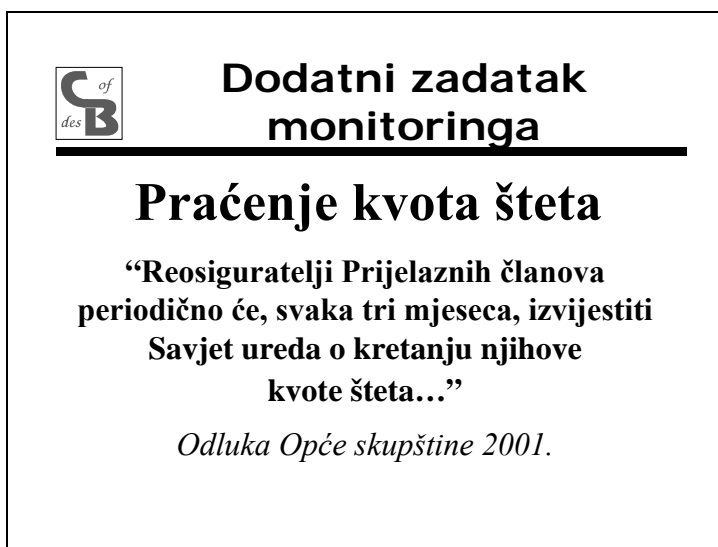 C of
des B
Dodatni zadatak
monitoringa
Praćenje kvota šteta
“Reosiguratelji Prijelaznih članova
periodično će, svaka tri mjeseca, izvijestiti
Savjet ureda o kretanju njihove
kvote šteta…”
Odluka Opće skupštine 2001.